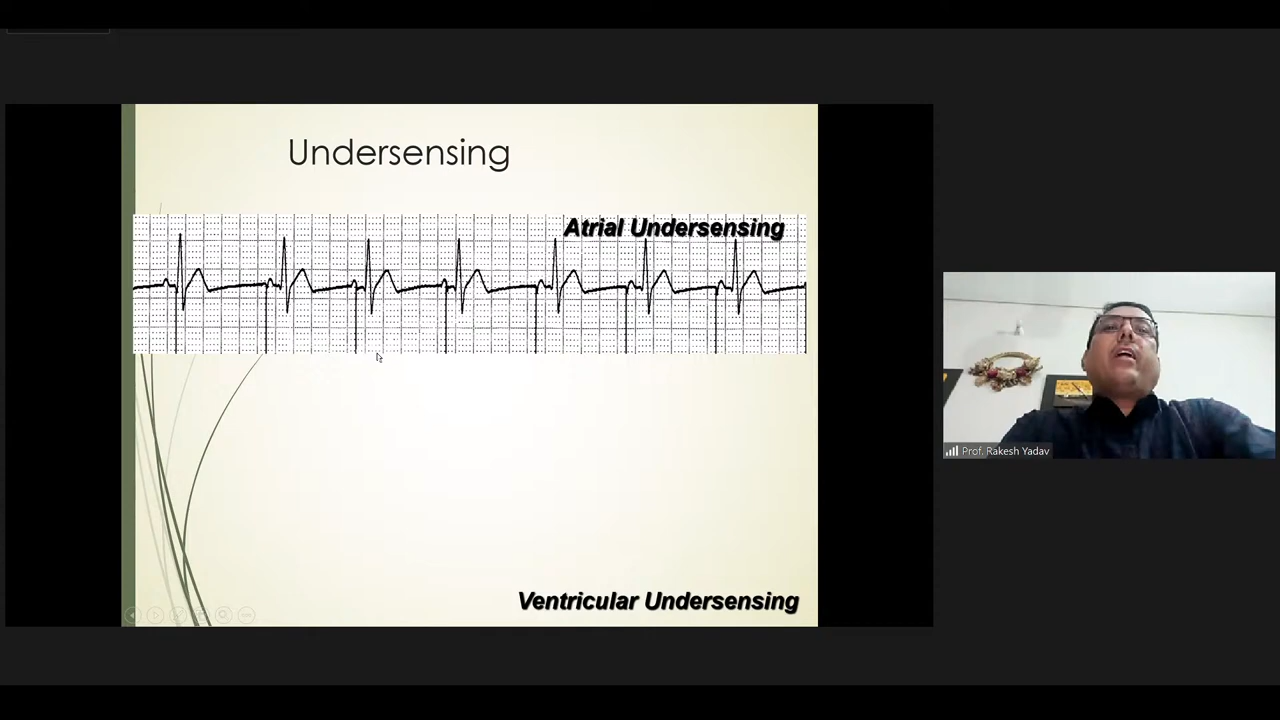 Undersensing
Atrial Undersensing
Prof. Rakesh Yadav
Ventricular Undersensing